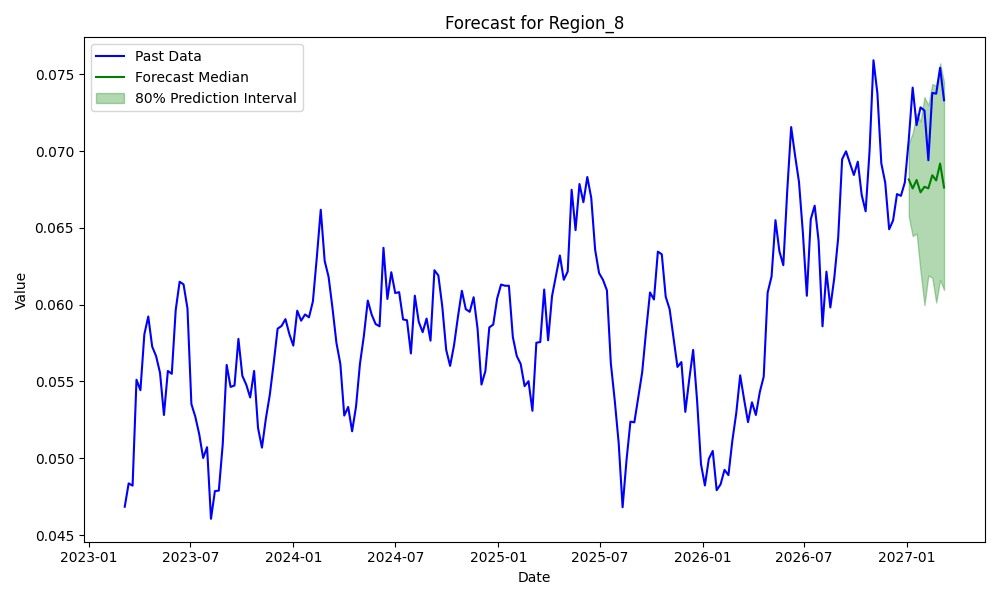 Forecast for Region_8
Past Data
Forecast Median
80% Prediction Interval
0.075
0.070
0.065
0.060
0.055
0.050
0.045
Value
2023-01
2023-07
2024-01
2024-07
2025-01
2025-07
2026-01
2026-07
2027-01
Date